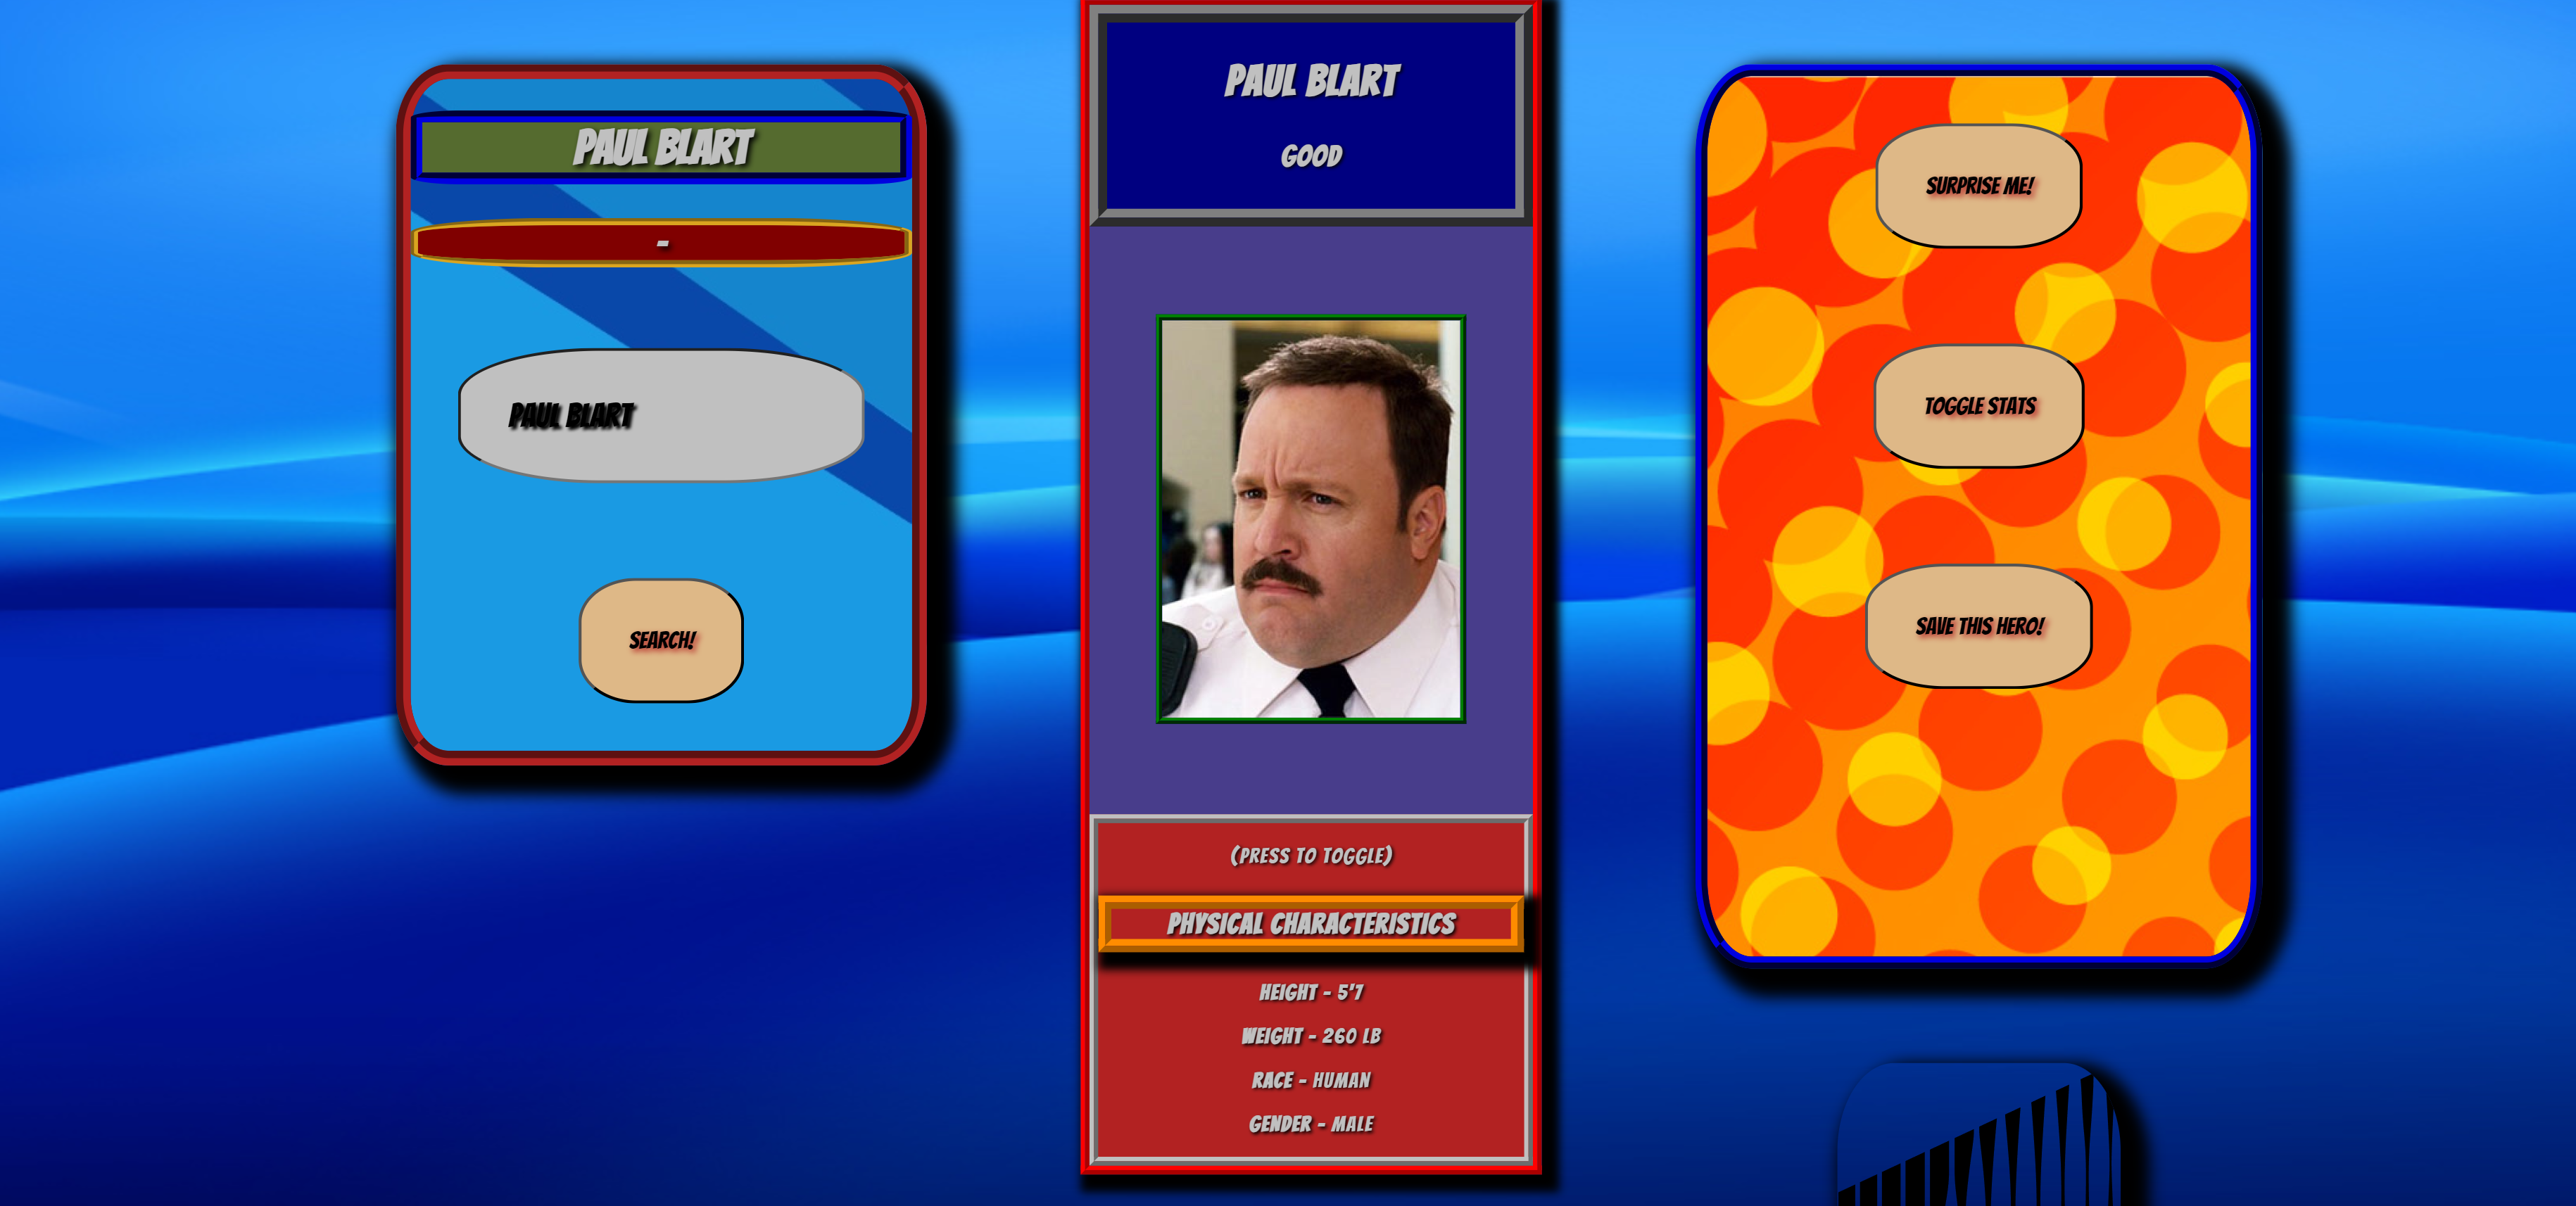 PAUL BLART
-
PAUL BLART
SEARCH!
PAUL BLART
GOOD
(PRESS TO TOGGLE)
PHYSICAL CHARACTERISTICS
HEIGHT - 5'7
WEIGHT - 260 LB
RACE - HUMAN
GENDER - MALE
SURPRISE ME!
TOGGLE STATS
SAVE THIS HERO!